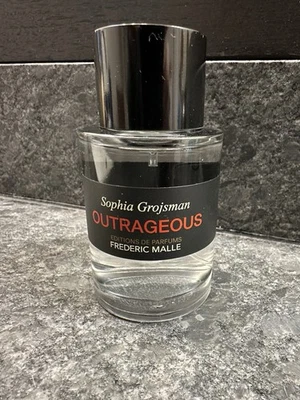 Sophia Grojsman
OUTRAGEOUS
EDITIONS DE PARFUMS
FREDERIC MALLE